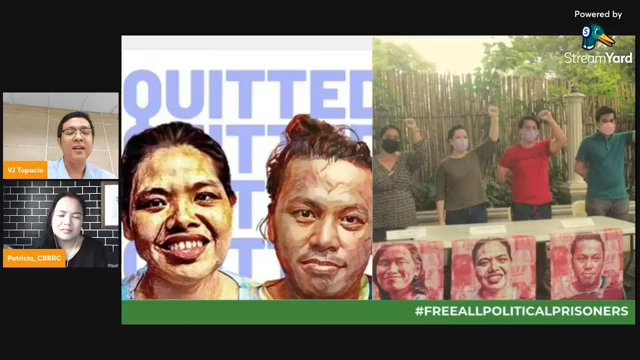 Powered by
StreamYard
QUITTED
VJ Topacio
Patricia_CBBRC
#FREEALLPOLITICALPRISONERS